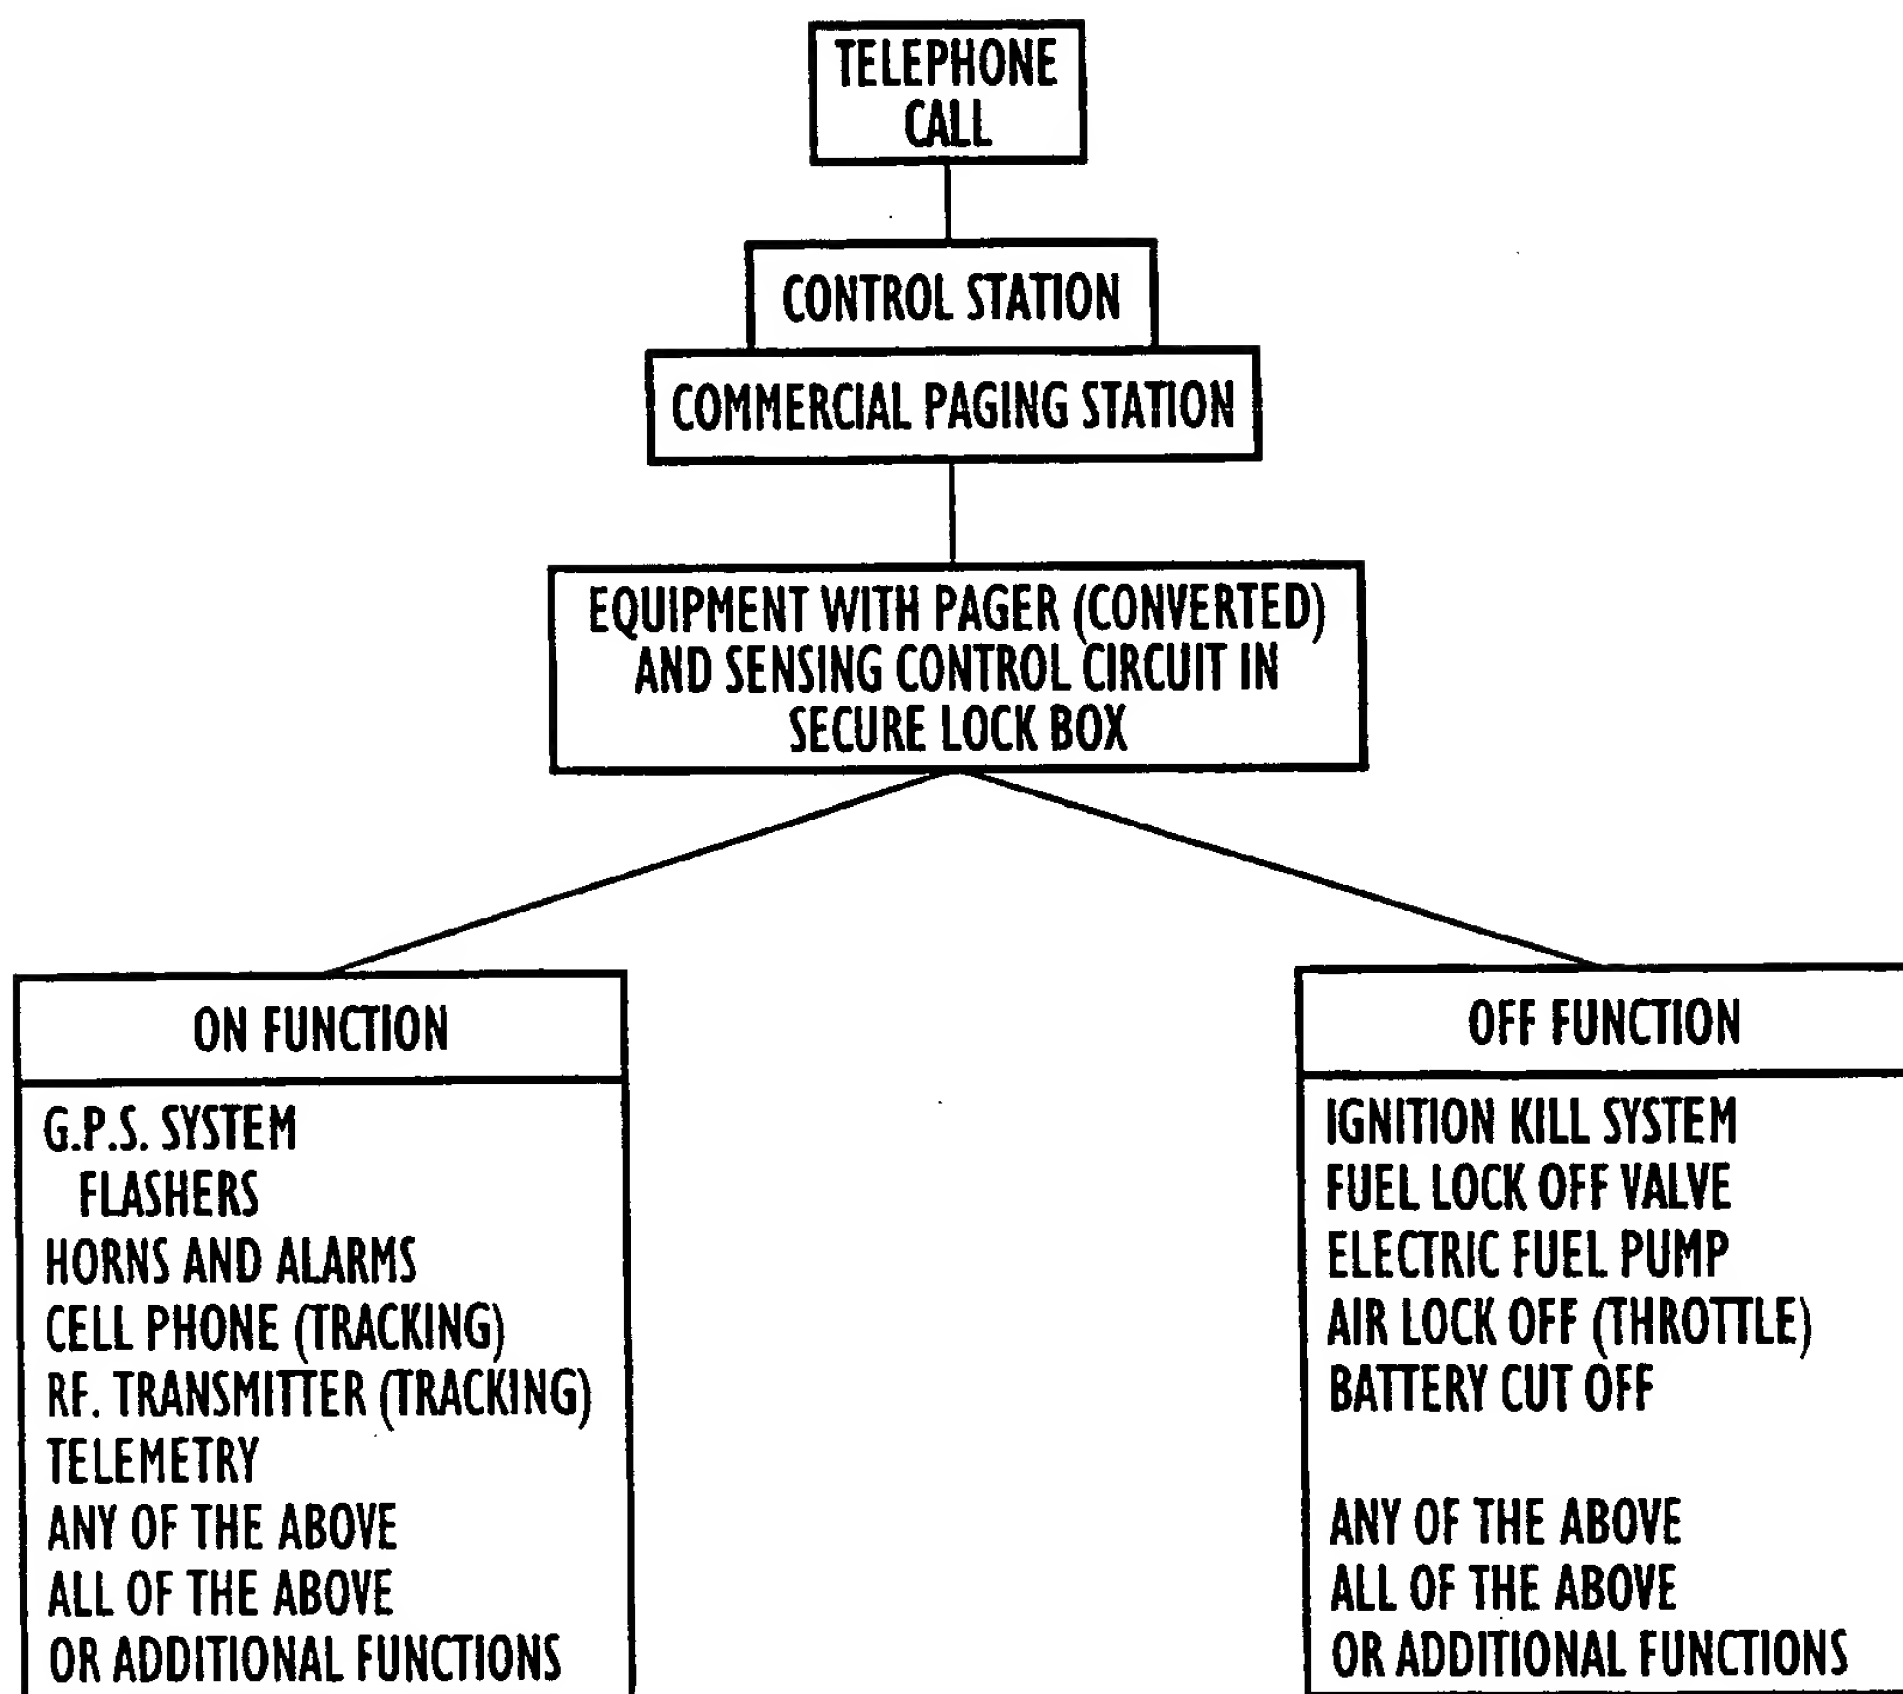 TELEPHONE
CALL
CONTROL STATION
COMMERCIAL PAGING STATION
EQUIPMENT WITH PAGER (CONVERTED)
AND SENSING CONTROL CIRCUIT IN
SECURE LOCK BOX
ON FUNCTION
G.P.S. SYSTEM
FLASHERS
HORNS AND ALARMS
CELL PHONE (TRACKING)
RF. TRANSMITTER (TRACKING)
TELEMETRY
ANY OF THE ABOVE
ALL OF THE ABOVE
OR ADDITIONAL FUNCTIONS
OFF FUNCTION
IGNITION KILL SYSTEM
FUEL LOCK OFF VALVE
ELECTRIC FUEL PUMP
AIR LOCK OFF (THROTTLE)
BATTERY CUT OFF
ANY OF THE ABOVE
ALL OF THE ABOVE
OR ADDITIONAL FUNCTIONS